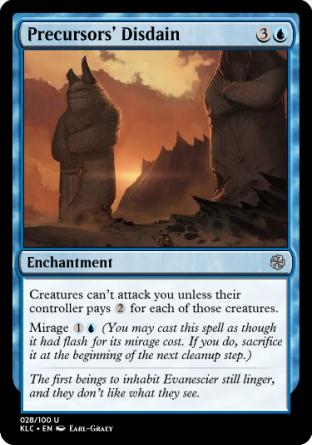 Precursors' Disdain 3
Enchantment
Creatures can't attack you unless their
controller pays 2 for each of those creatures.
Mirage 1 (You may cast this spell as though
it had flash for its mirage cost. If you do, sacrifice
it at the beginning of the next cleanup step.)
The first beings to inhabit Evanescier still linger,
and they don't like what they see.
028/100 U
KLC • EN Earl-Graey